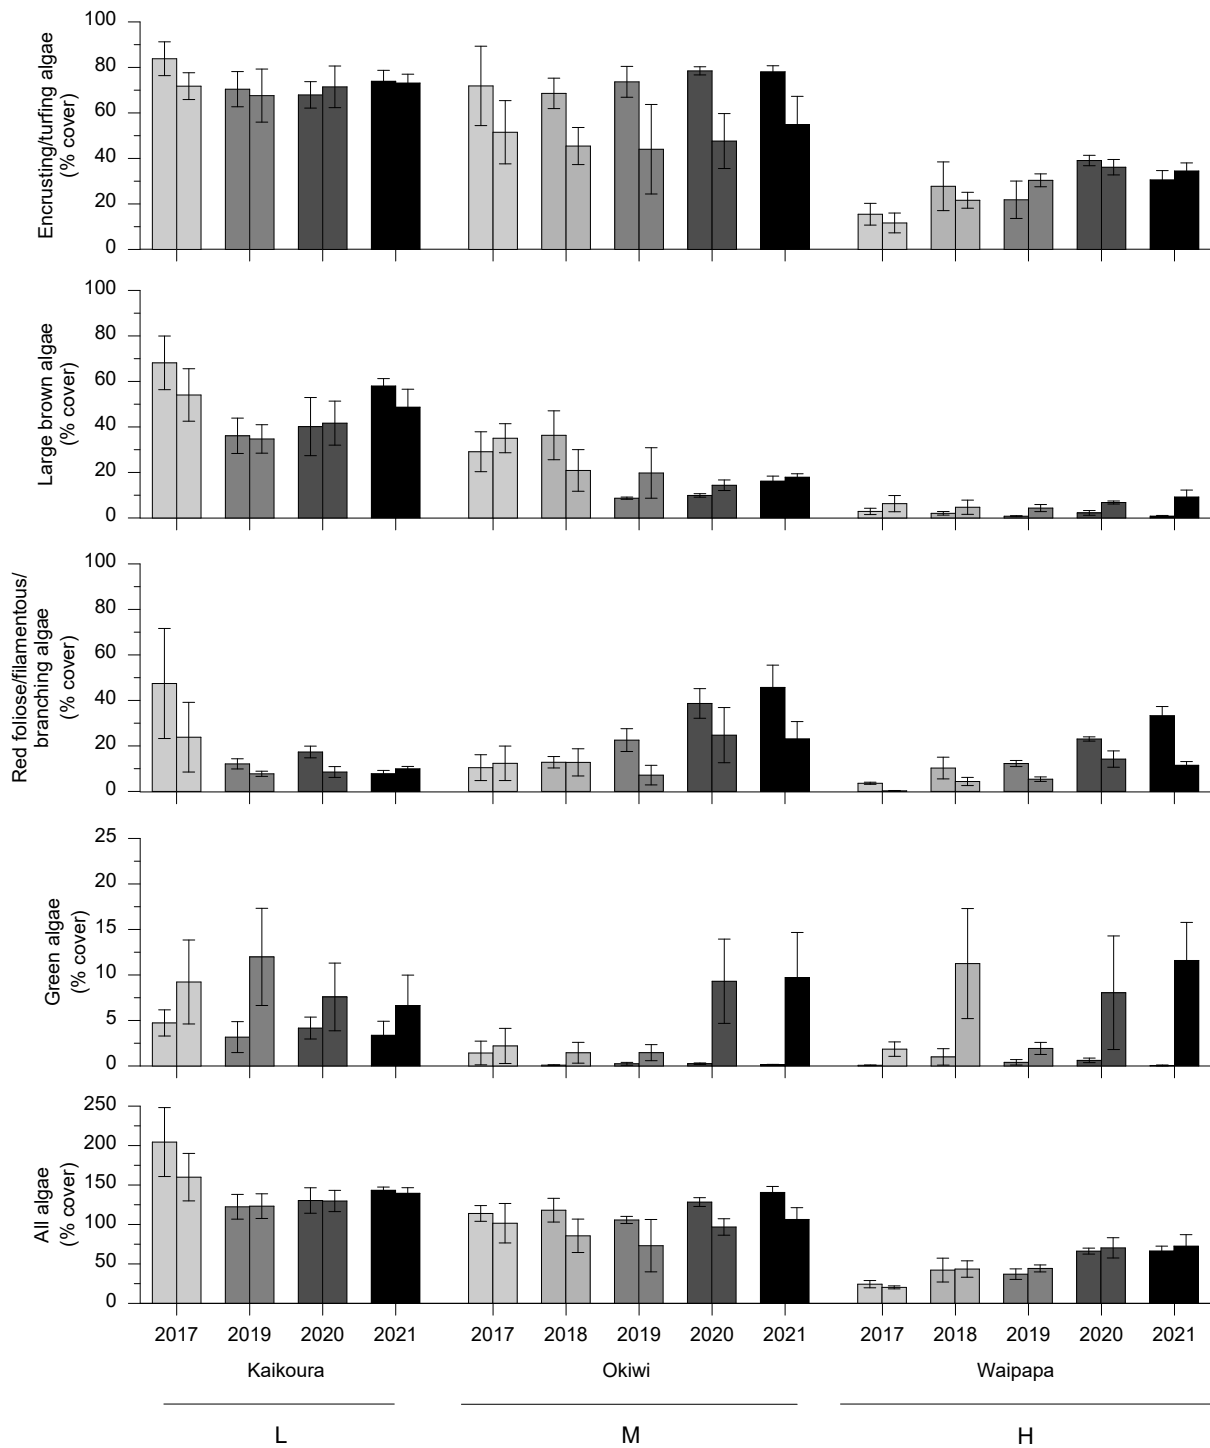 Encrusting/turfing algae
(% cover)
100
80
60
40
20
0
Large brown algae
(% cover)
100
80
60
40
20
0
Red foliose/filamentous/
branching algae
(% cover)
100
80
60
40
20
0
Green algae
(% cover)
25
20
15
10
5
0
All algae
(% cover)
250
200
150
100
50
0
2017 2019 2020 2021 2017 2018 2019 2020 2021 2017 2018 2019 2020 2021
Kaikoura Okiwi Waipapa
L M H